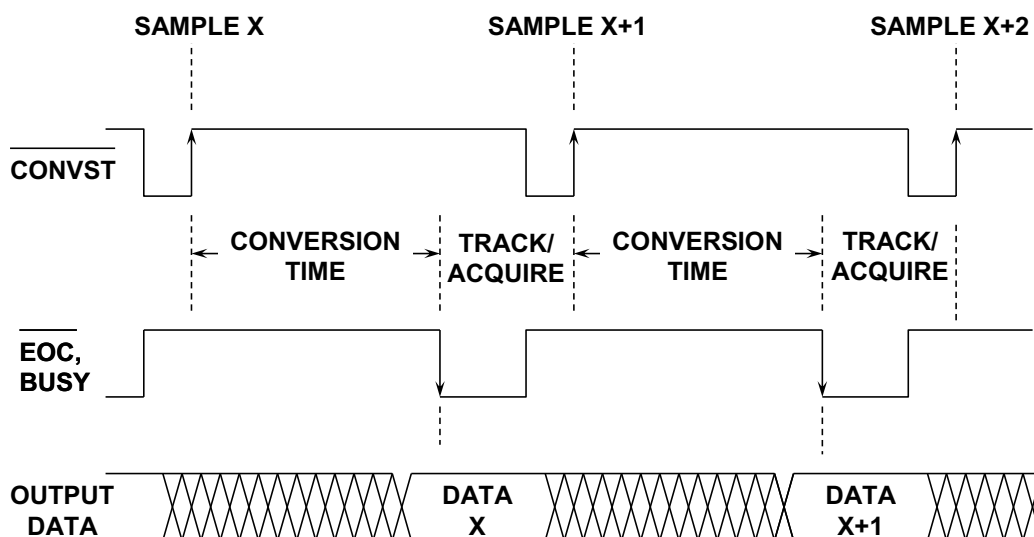 SAMPLE X
SAMPLE X+1
SAMPLE X+2
CONVST
CONVERSION
TIME
TRACK/
ACQUIRE
CONVERSION
TIME
TRACK/
ACQUIRE
EOC,
BUSY
OUTPUT
DATA
DATA
X
DATA
X+1